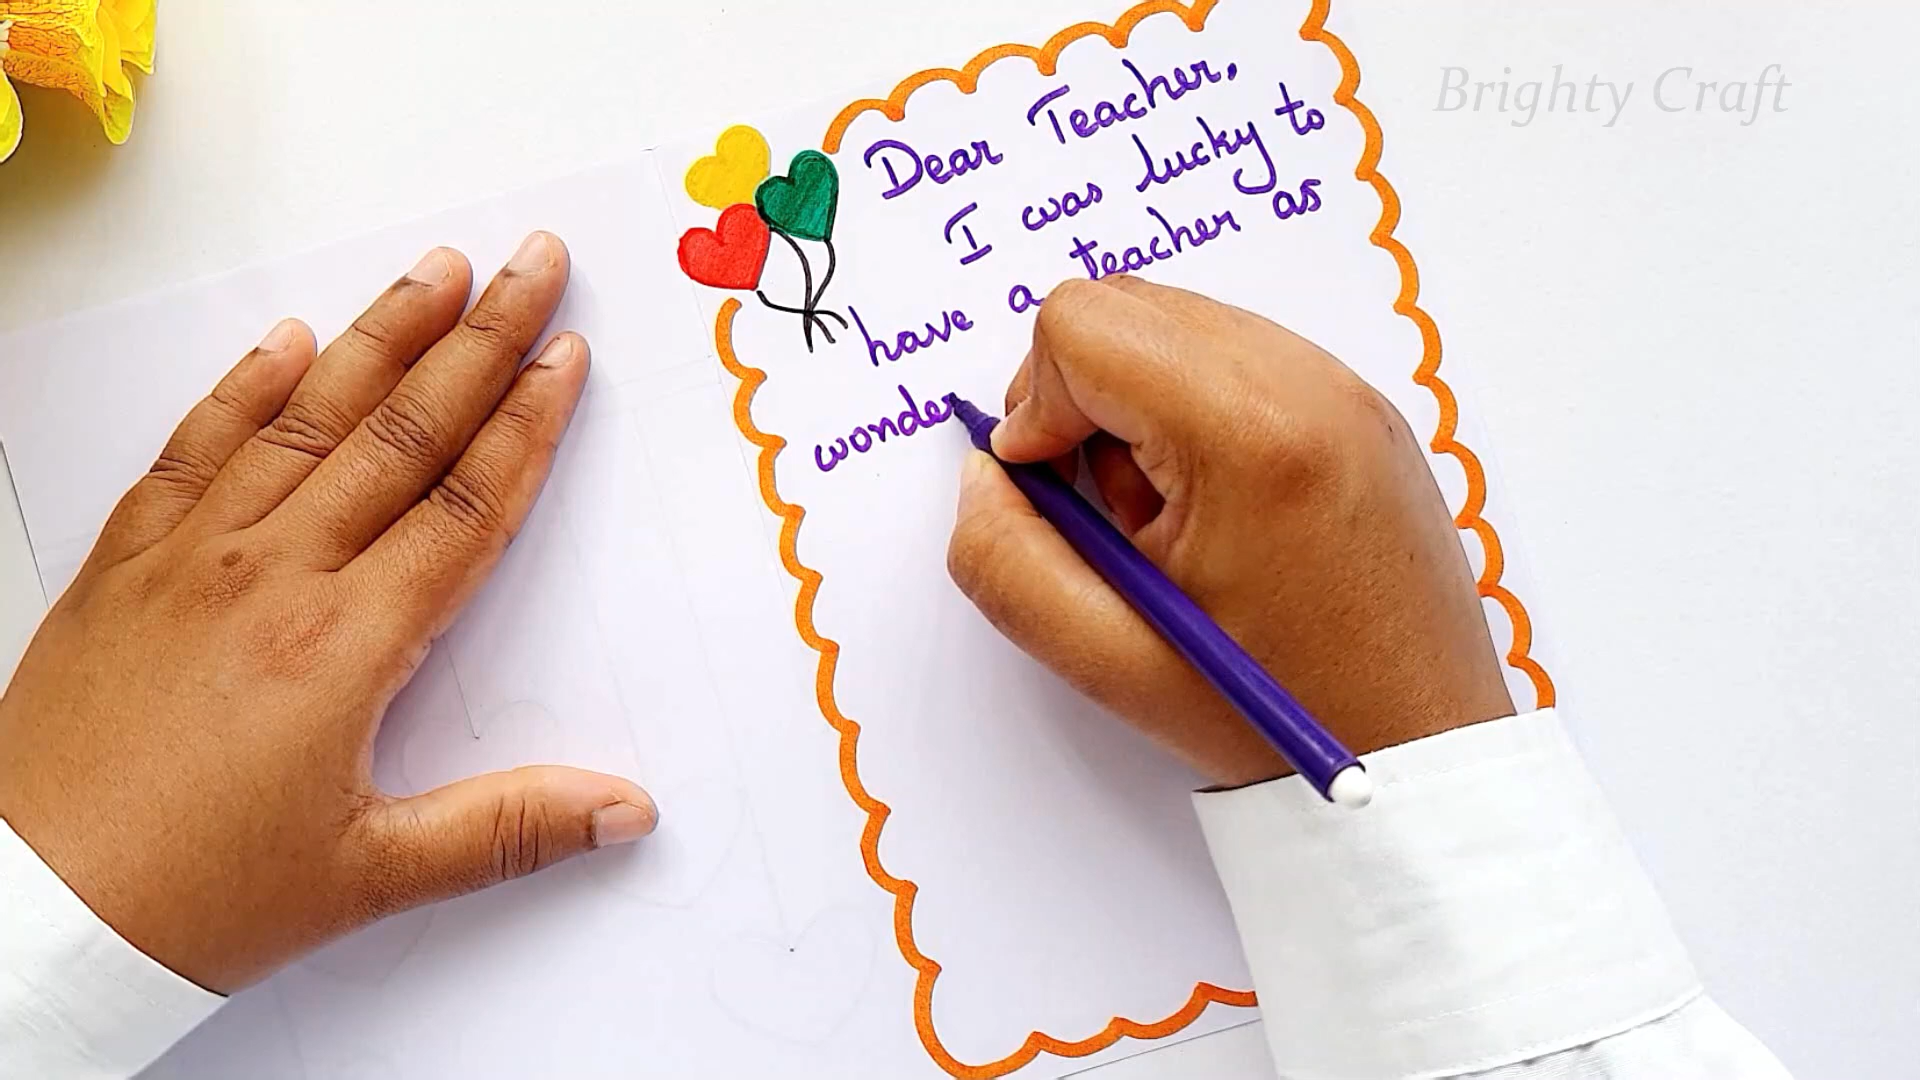 Brighty Craft
Dear Teacher,
I was lucky to
have a teacher as
wonder